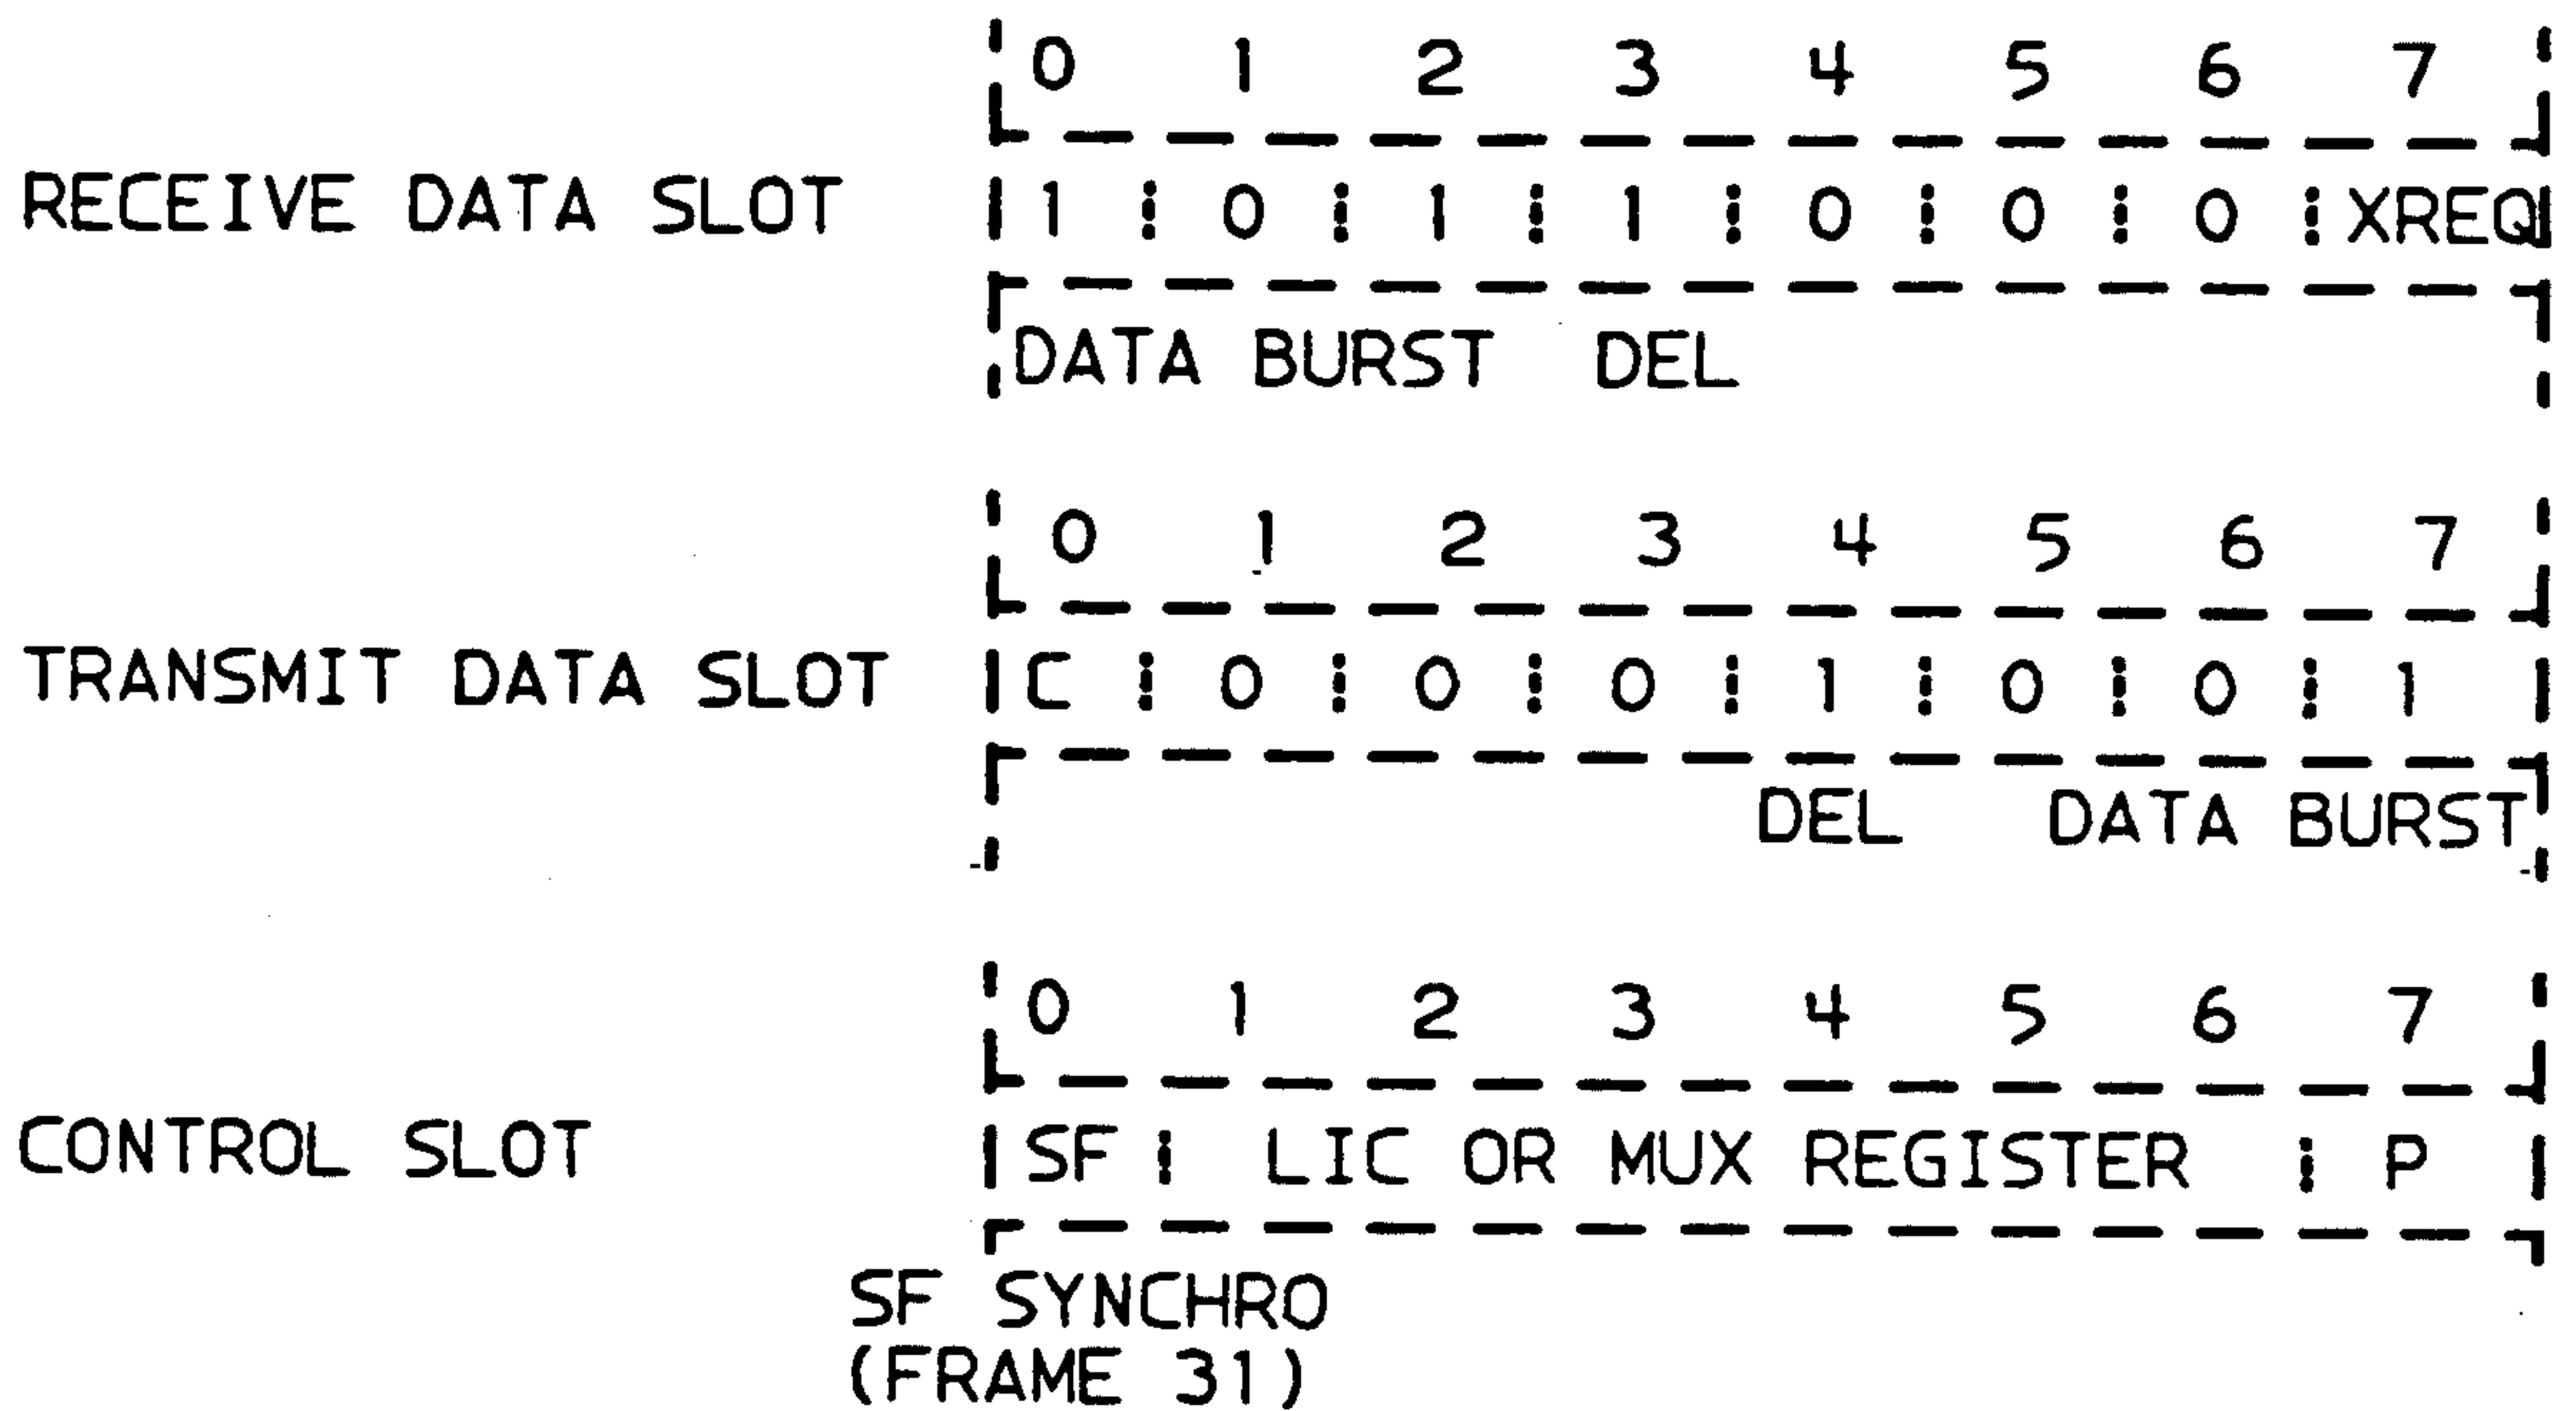 0 1 2 3 4 5 6 7
RECEIVE DATA SLOT 1 0 1 1 0 0 0 XREQ
DATA BURST DEL
0 1 2 3 4 5 6 7
TRANSMIT DATA SLOT C 0 0 0 1 0 0 1
DEL DATA BURST
0 1 2 3 4 5 6 7
CONTROL SLOT SF LIC OR MUX REGISTER P
SF SYNCHRO
(FRAME 31)